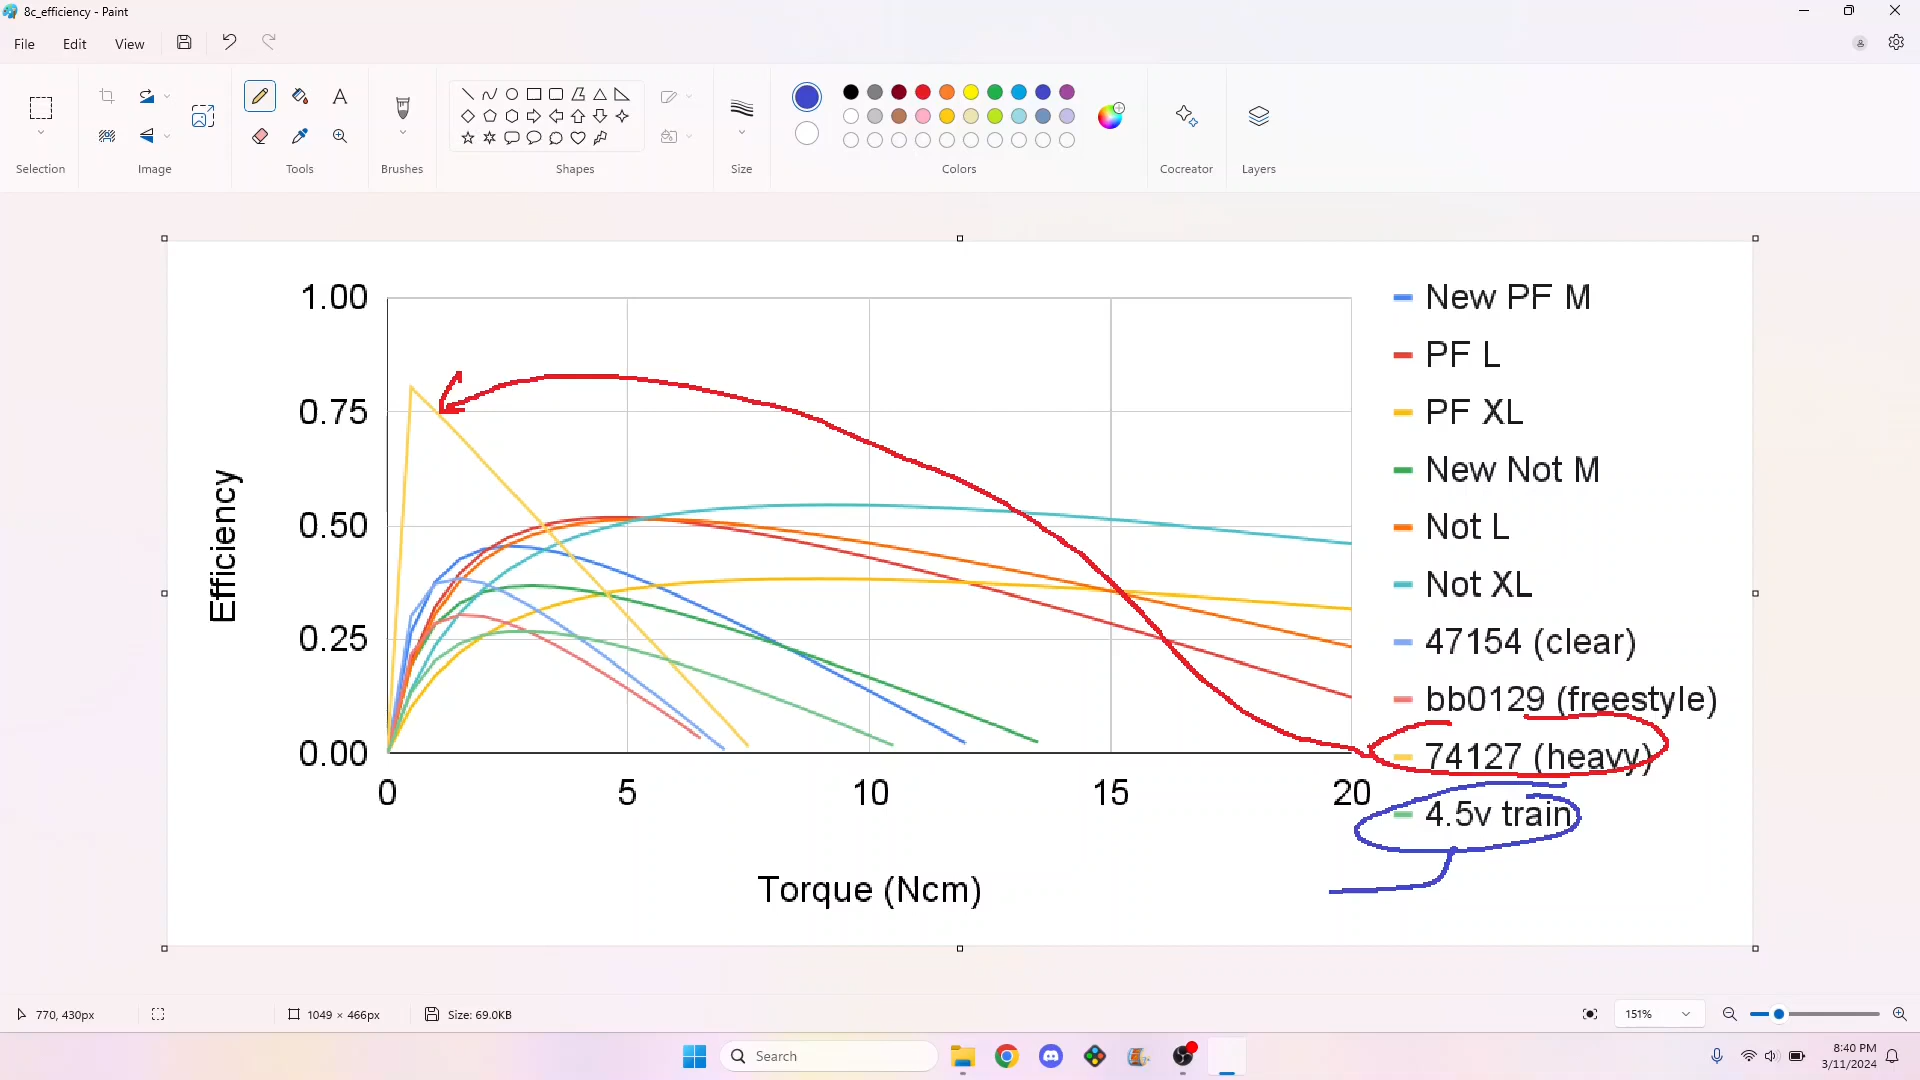 8c_efficiency - Paint
File Edit View
Selection Image Tools Brushes Shapes Size Colors Cocreator Layers
1.00
0.75
0.50
0.25
0.00
Efficiency
0 5 10 15 20
Torque (Ncm)
New PF M
PF L
PF XL
New Not M
Not L
Not XL
47154 (clear)
bb0129 (freestyle)
74127 (heavy)
4.5v train
770, 430px 1049 × 466px Size: 69.0KB 151%
Search
8:40 PM
3/11/2024